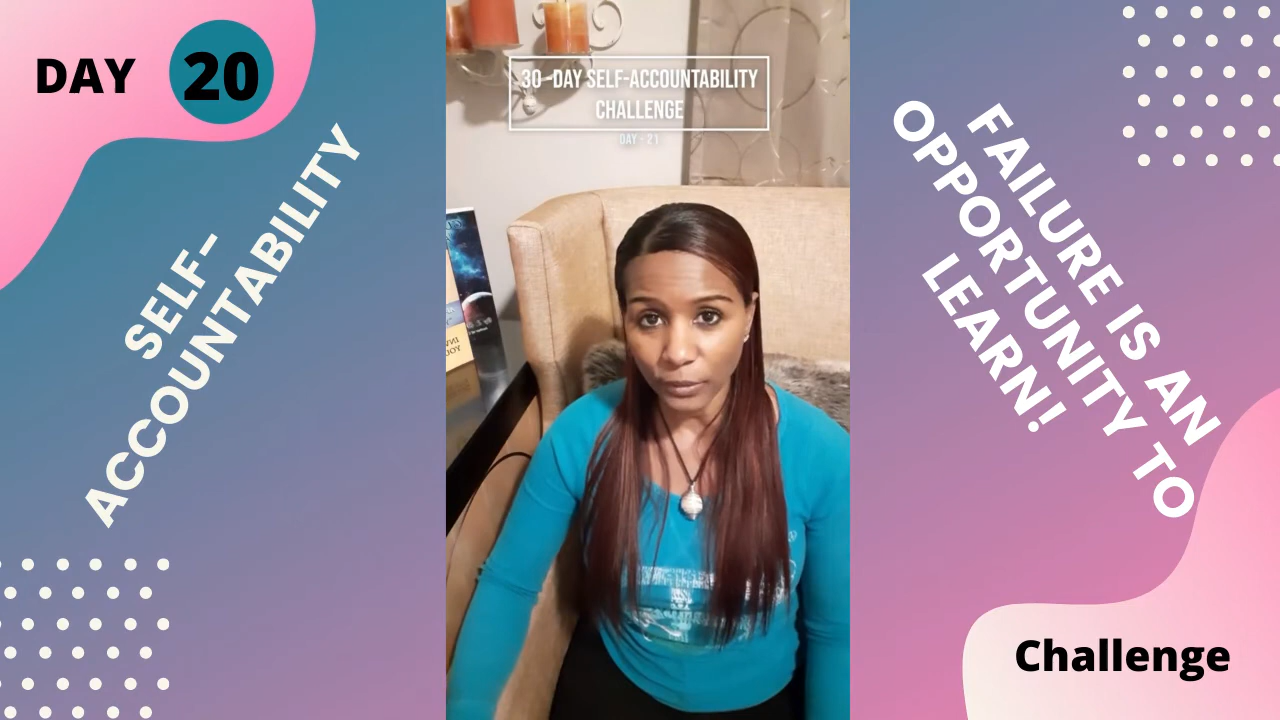 DAY 20
SELF-
ACCOUNTABILITY
30 -DAY SELF-ACCOUNTABILITY
CHALLENGE
DAY - 21
FAILURE IS AN
OPPORTUNITY TO
LEARN!
Challenge